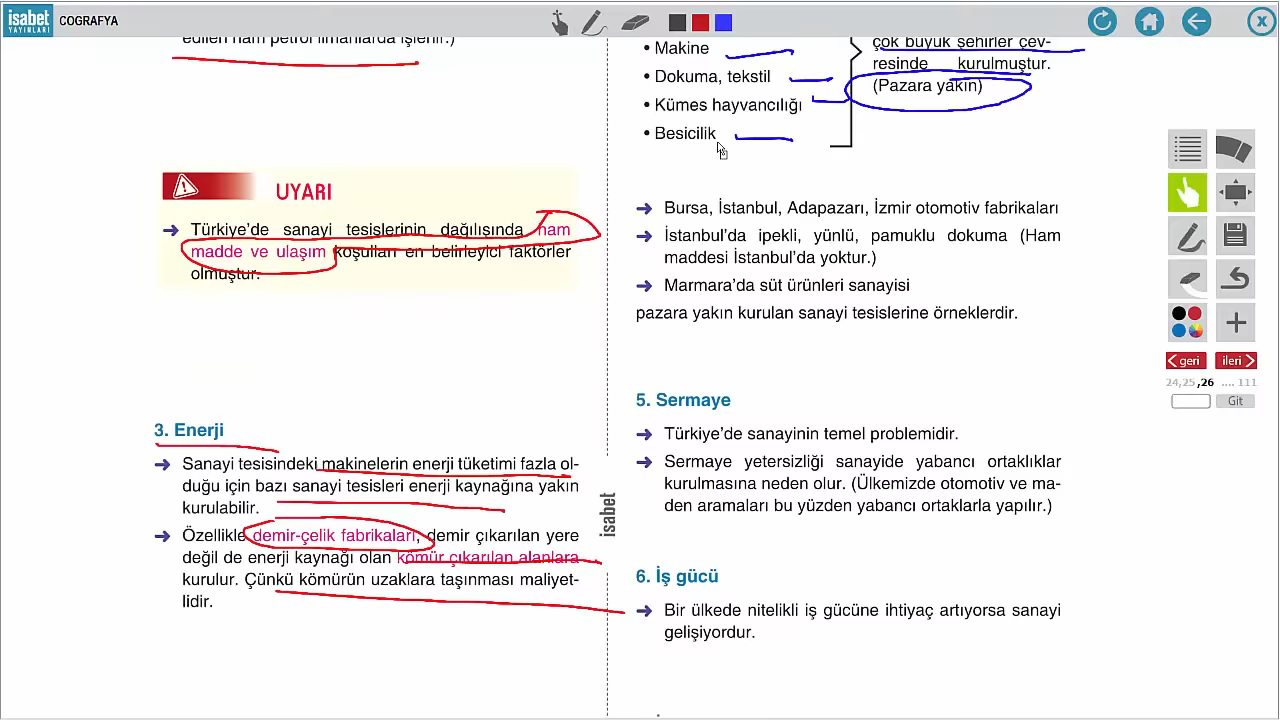 isabet
YAYINLARI
COGRAFYA
edilen ham petrol limanlarda işlenir.)
UYARI
Türkiye'de sanayi tesislerinin dağılışında ham
madde ve ulaşım koşulları en belirleyici faktörler
olmuştur.
3. Enerji
Sanayi tesisindeki makinelerin enerji tüketimi fazla ol-
duğu için bazı sanayi tesisleri enerji kaynağına yakın
kurulabilir.
Özellikle demir-çelik fabrikaları, demir çıkarılan yere
değil de enerji kaynağı olan kömür çıkarılan alanlara
kurulur. Çünkü kömürün uzaklara taşınması maliyet-
lidir.
isabet
• Makine
• Dokuma, tekstil
• Kümes hayvancılığı
• Besicilik
çok büyük şehirler çev-
resinde kurulmuştur.
(Pazara yakın)
Bursa, İstanbul, Adapazarı, İzmir otomotiv fabrikaları
İstanbul'da ipekli, yünlü, pamuklu dokuma (Ham
maddesi İstanbul'da yoktur.)
Marmara'da süt ürünleri sanayisi
pazara yakın kurulan sanayi tesislerine örneklerdir.
5. Sermaye
Türkiye'de sanayinin temel problemidir.
Sermaye yetersizliği sanayide yabancı ortaklıklar
kurulmasına neden olur. (Ülkemizde otomotiv ve ma-
den aramaları bu yüzden yabancı ortaklarla yapılır.)
6. İş gücü
Bir ülkede nitelikli iş gücüne ihtiyaç artıyorsa sanayi
gelişiyordur.
geri
ileri
24,25,26 .... 111
Git